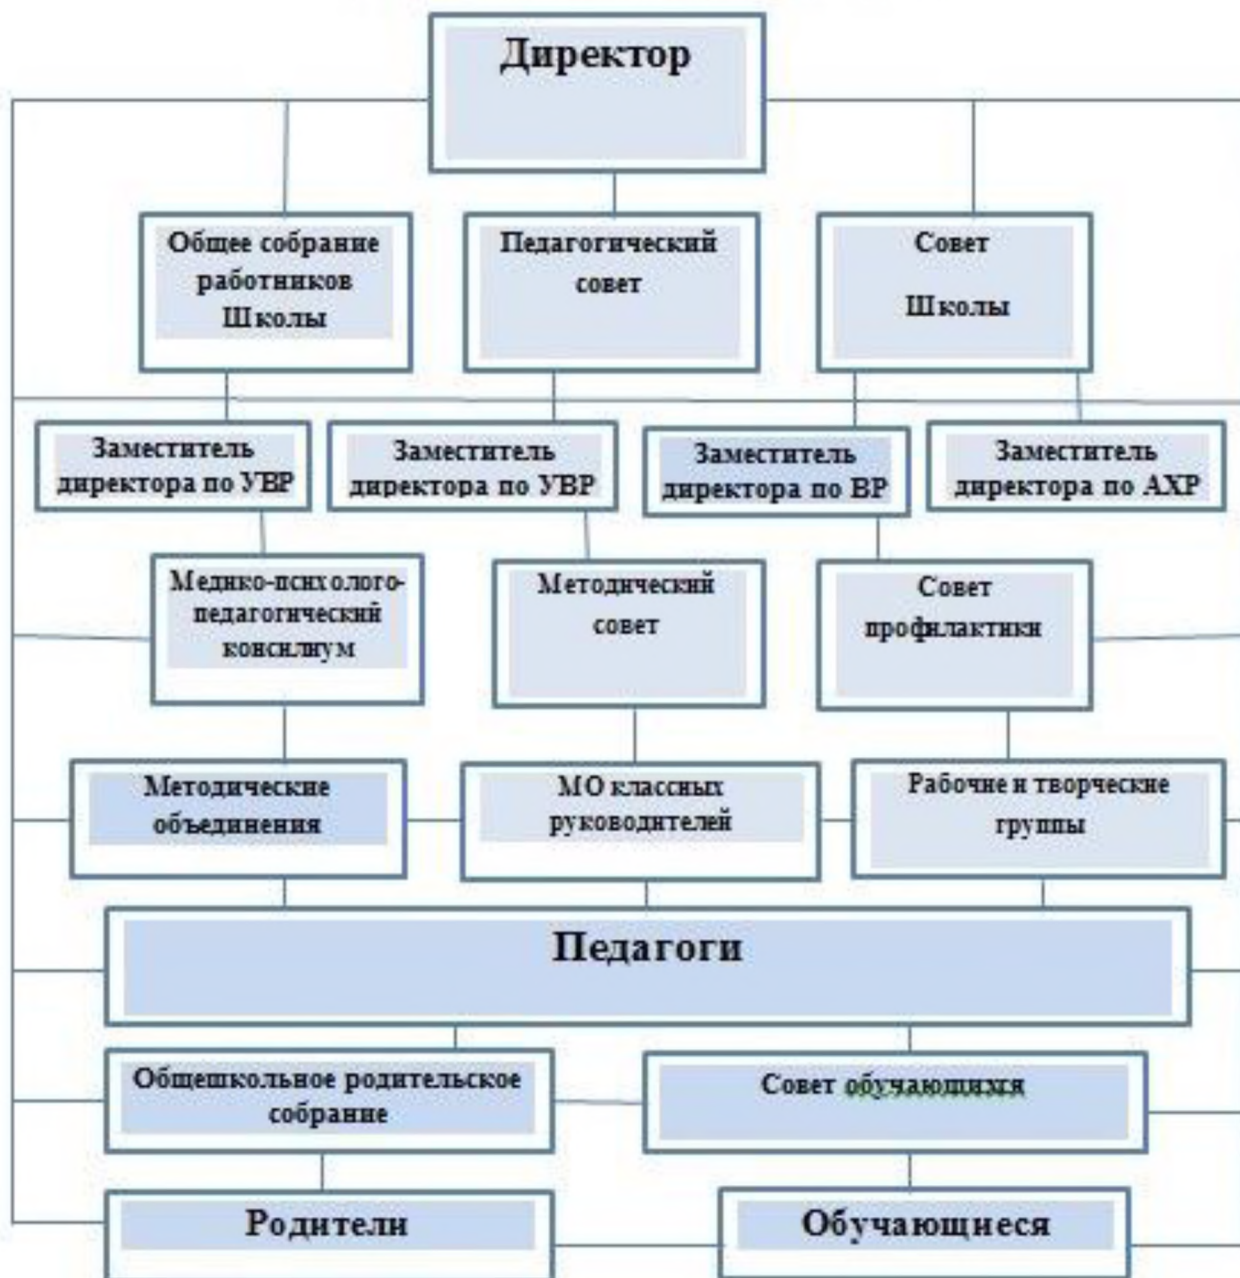 Директор
Общее собрание
работников
Школы
Педагогический
совет
Совет
Школы
Заместитель
директора по УВР
Заместитель
директора по УВР
Заместитель
директора по ВР
Заместитель
директора по АХР
Медико-психолого-
педагогический
консилиум
Методический
совет
Совет
профилактики
Методические
объединения
МО классных
руководителей
Рабочие и творческие
группы
Педагоги
Общешкольное родительское
собрание
Совет обучающихся
Родители
Обучающиеся